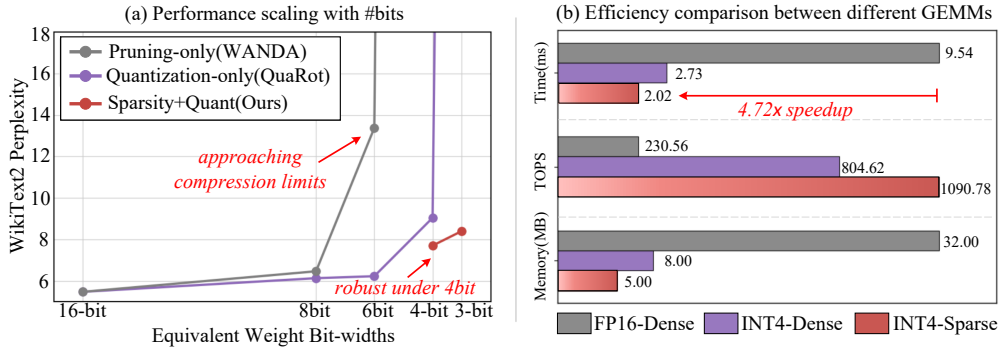 (a) Performance scaling with #bits
18
16
14
12
10
8
6
WikiText2 Perplexity
Pruning-only(WANDA)
Quantization-only(QuaRot)
Sparsity+Quant(Ours)
approaching
compression limits
robust under 4bit
16-bit
8bit
6bit
4-bit
3-bit
Equivalent Weight Bit-widths
(b) Efficiency comparison between different GEMMs
Time(ms)
9.54
2.73
2.02
4.72x speedup
TOPS
230.56
804.62
1090.78
Memory(MB)
32.00
8.00
5.00
FP16-Dense
INT4-Dense
INT4-Sparse